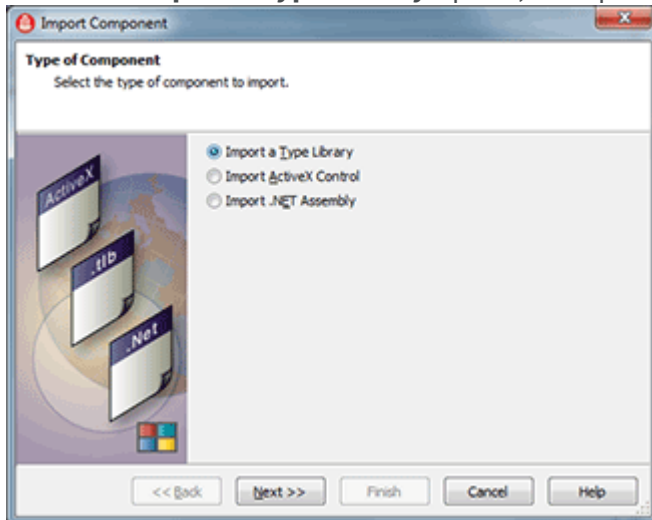 Import Component
Type of Component
Select the type of component to import.
Import a Type Library
Import ActiveX Control
Import .NET Assembly
ActiveX
.tlb
.Net
<< Back
Next >>
Finish
Cancel
Help